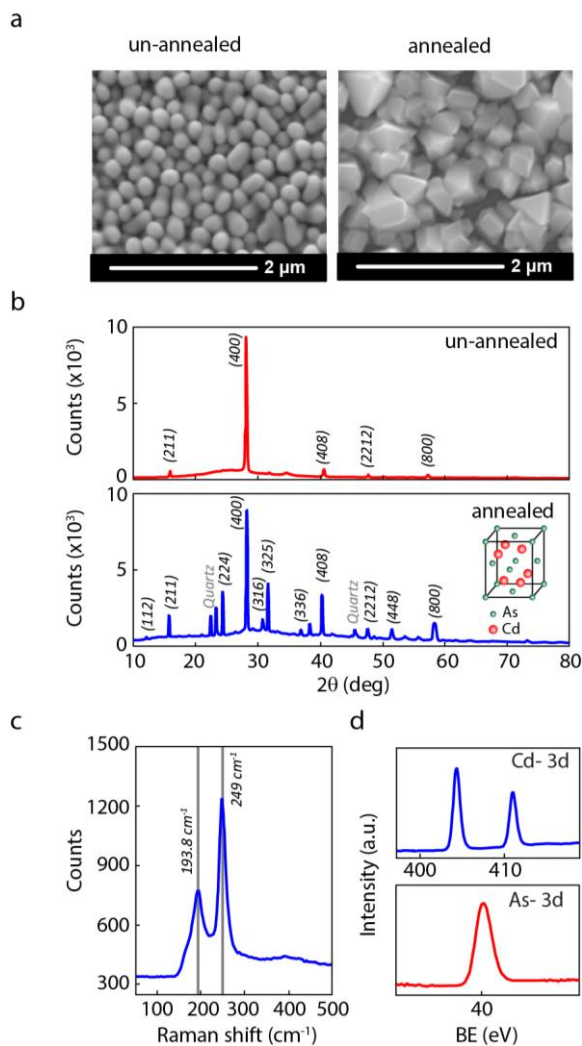 a
un-annealed annealed
2 μm 2 μm
b
10
5
0
Counts (x10³)
un-annealed
(211)
(400)
(408)
(2212)
(800)
10
5
0
Counts (x10³)
annealed
(112)
(211)
Quartz
(224)
(400)
(316)
(325)
(336)
(408)
Quartz
(2212)
(448)
(800)
As
Cd
10 20 30 40 50 60 70 80
2θ (deg)
c
1500
1200
900
600
300
Counts
193.8 cm⁻¹
249 cm⁻¹
100 200 300 400 500
Raman shift (cm⁻¹)
d
Intensity (a.u.)
Cd- 3d
400 410
As- 3d
40
BE (eV)